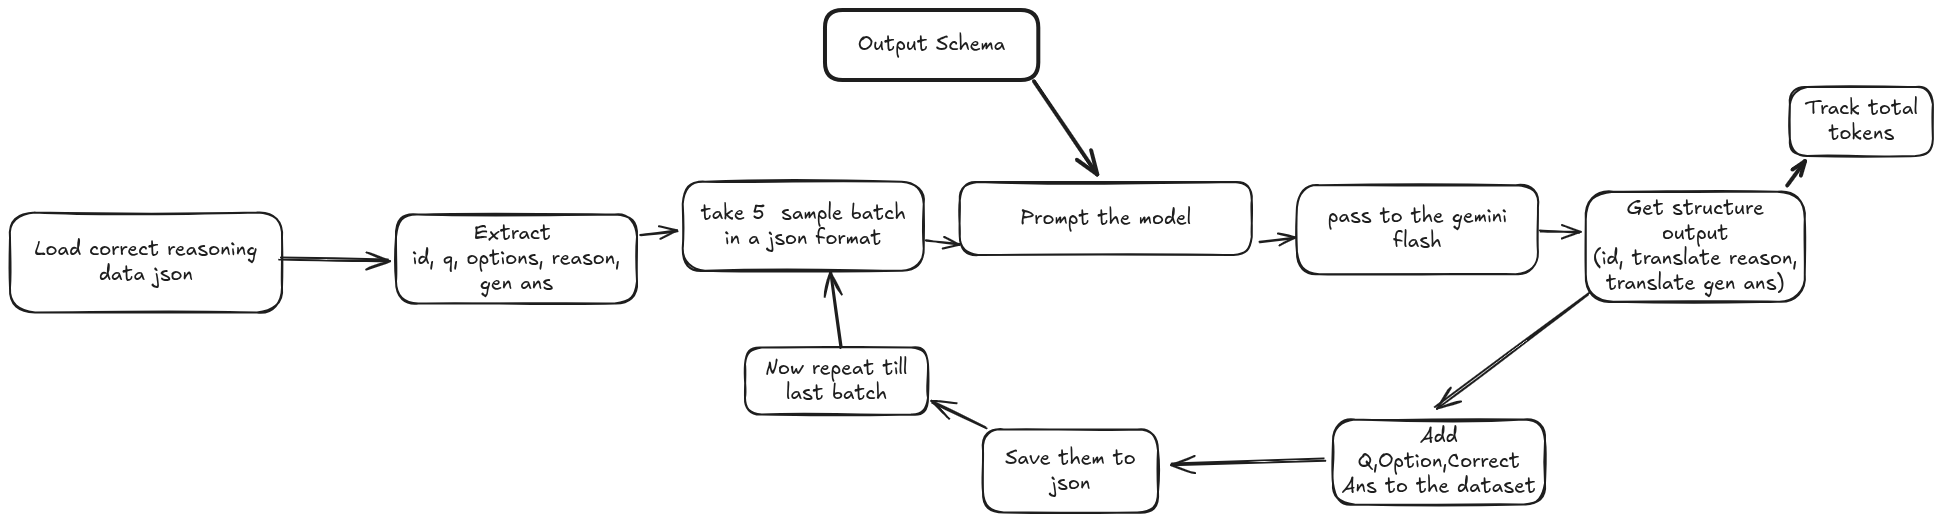 Output Schema
Track total
tokens
Load correct reasoning
data json
Extract
id, q, options, reason,
gen ans
take 5 sample batch
in a json format
Prompt the model
pass to the gemini
flash
Get structure
output
(id, translate reason,
translate gen ans)
Add
Q,Option,Correct
Ans to the dataset
Save them to
json
Now repeat till
last batch